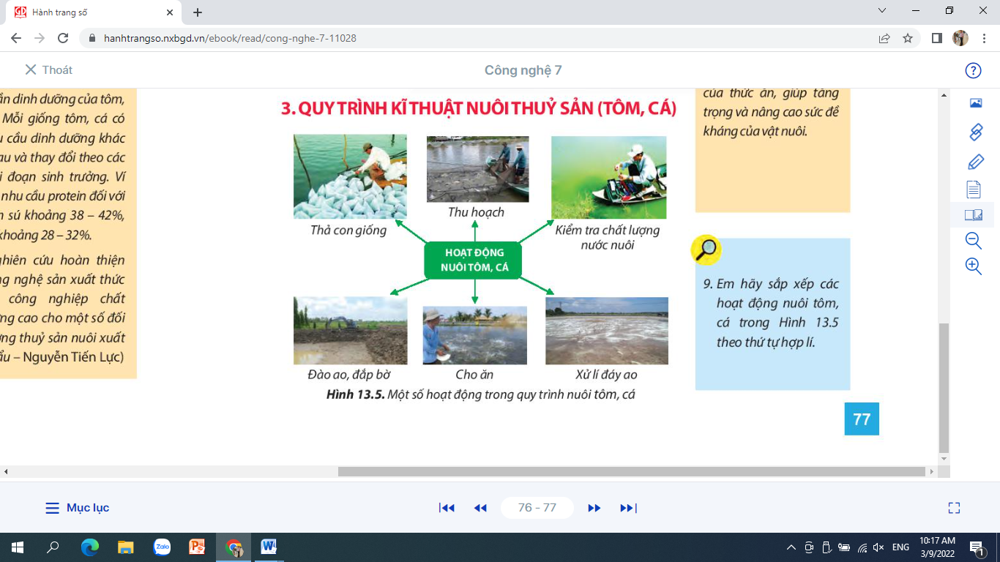 Hành trang số
hanhtrangso.nxbgd.vn/ebook/read/cong-nghe-7-11028
Thoát
Công nghệ 7
?
ần dinh dưỡng của tôm,
Mỗi giống tôm, cá có
u cầu dinh dưỡng khác
au và thay đổi theo các
i đoạn sinh trưởng. Ví
nhu cầu protein đối với
n sú khoảng 38 – 42%,
khoảng 28 – 32%.
ghiên cứu hoàn thiện
ng nghệ sản xuất thức
công nghiệp chất
ợng cao cho một số đối
ợng thuỷ sản nuôi xuất
ẩu – Nguyễn Tiến Lực)
3. QUY TRÌNH KĨ THUẬT NUÔI THUỶ SẢN (TÔM, CÁ)
Thả con giống
Thu hoạch
Kiểm tra chất lượng
nước nuôi
HOẠT ĐỘNG
NUÔI TÔM, CÁ
Đào ao, đắp bờ
Cho ăn
Xử lí đáy ao
Hình 13.5. Một số hoạt động trong quy trình nuôi tôm, cá
của thức ăn, giúp tăng
trọng và nâng cao sức đề
kháng của vật nuôi.
9. Em hãy sắp xếp các
hoạt động nuôi tôm,
cá trong Hình 13.5
theo thứ tự hợp lí.
77
Mục lục
76 - 77
Zalo
ENG
10:17 AM
3/9/2022
1